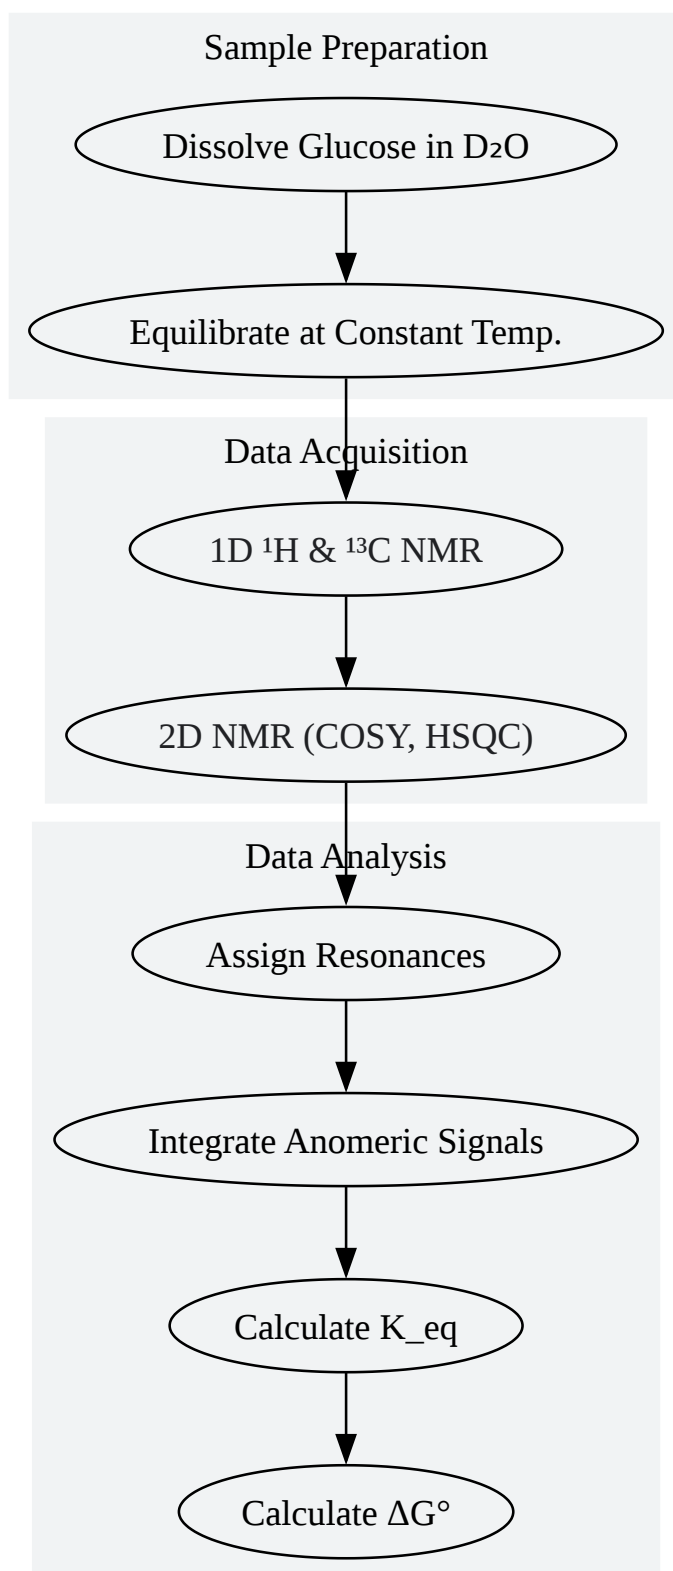 Sample Preparation
Dissolve Glucose in D₂O
Equilibrate at Constant Temp.
Data Acquisition
1D ¹H & ¹³C NMR
2D NMR (COSY, HSQC)
Data Analysis
Assign Resonances
Integrate Anomeric Signals
Calculate K_eq
Calculate ΔG°